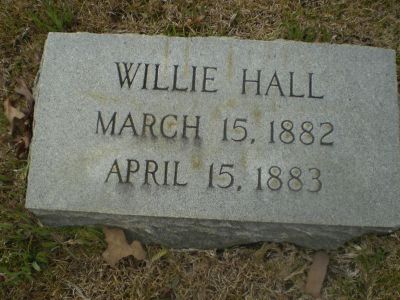 WILLIE HALL
MARCH 15, 1882
APRIL 15, 1883